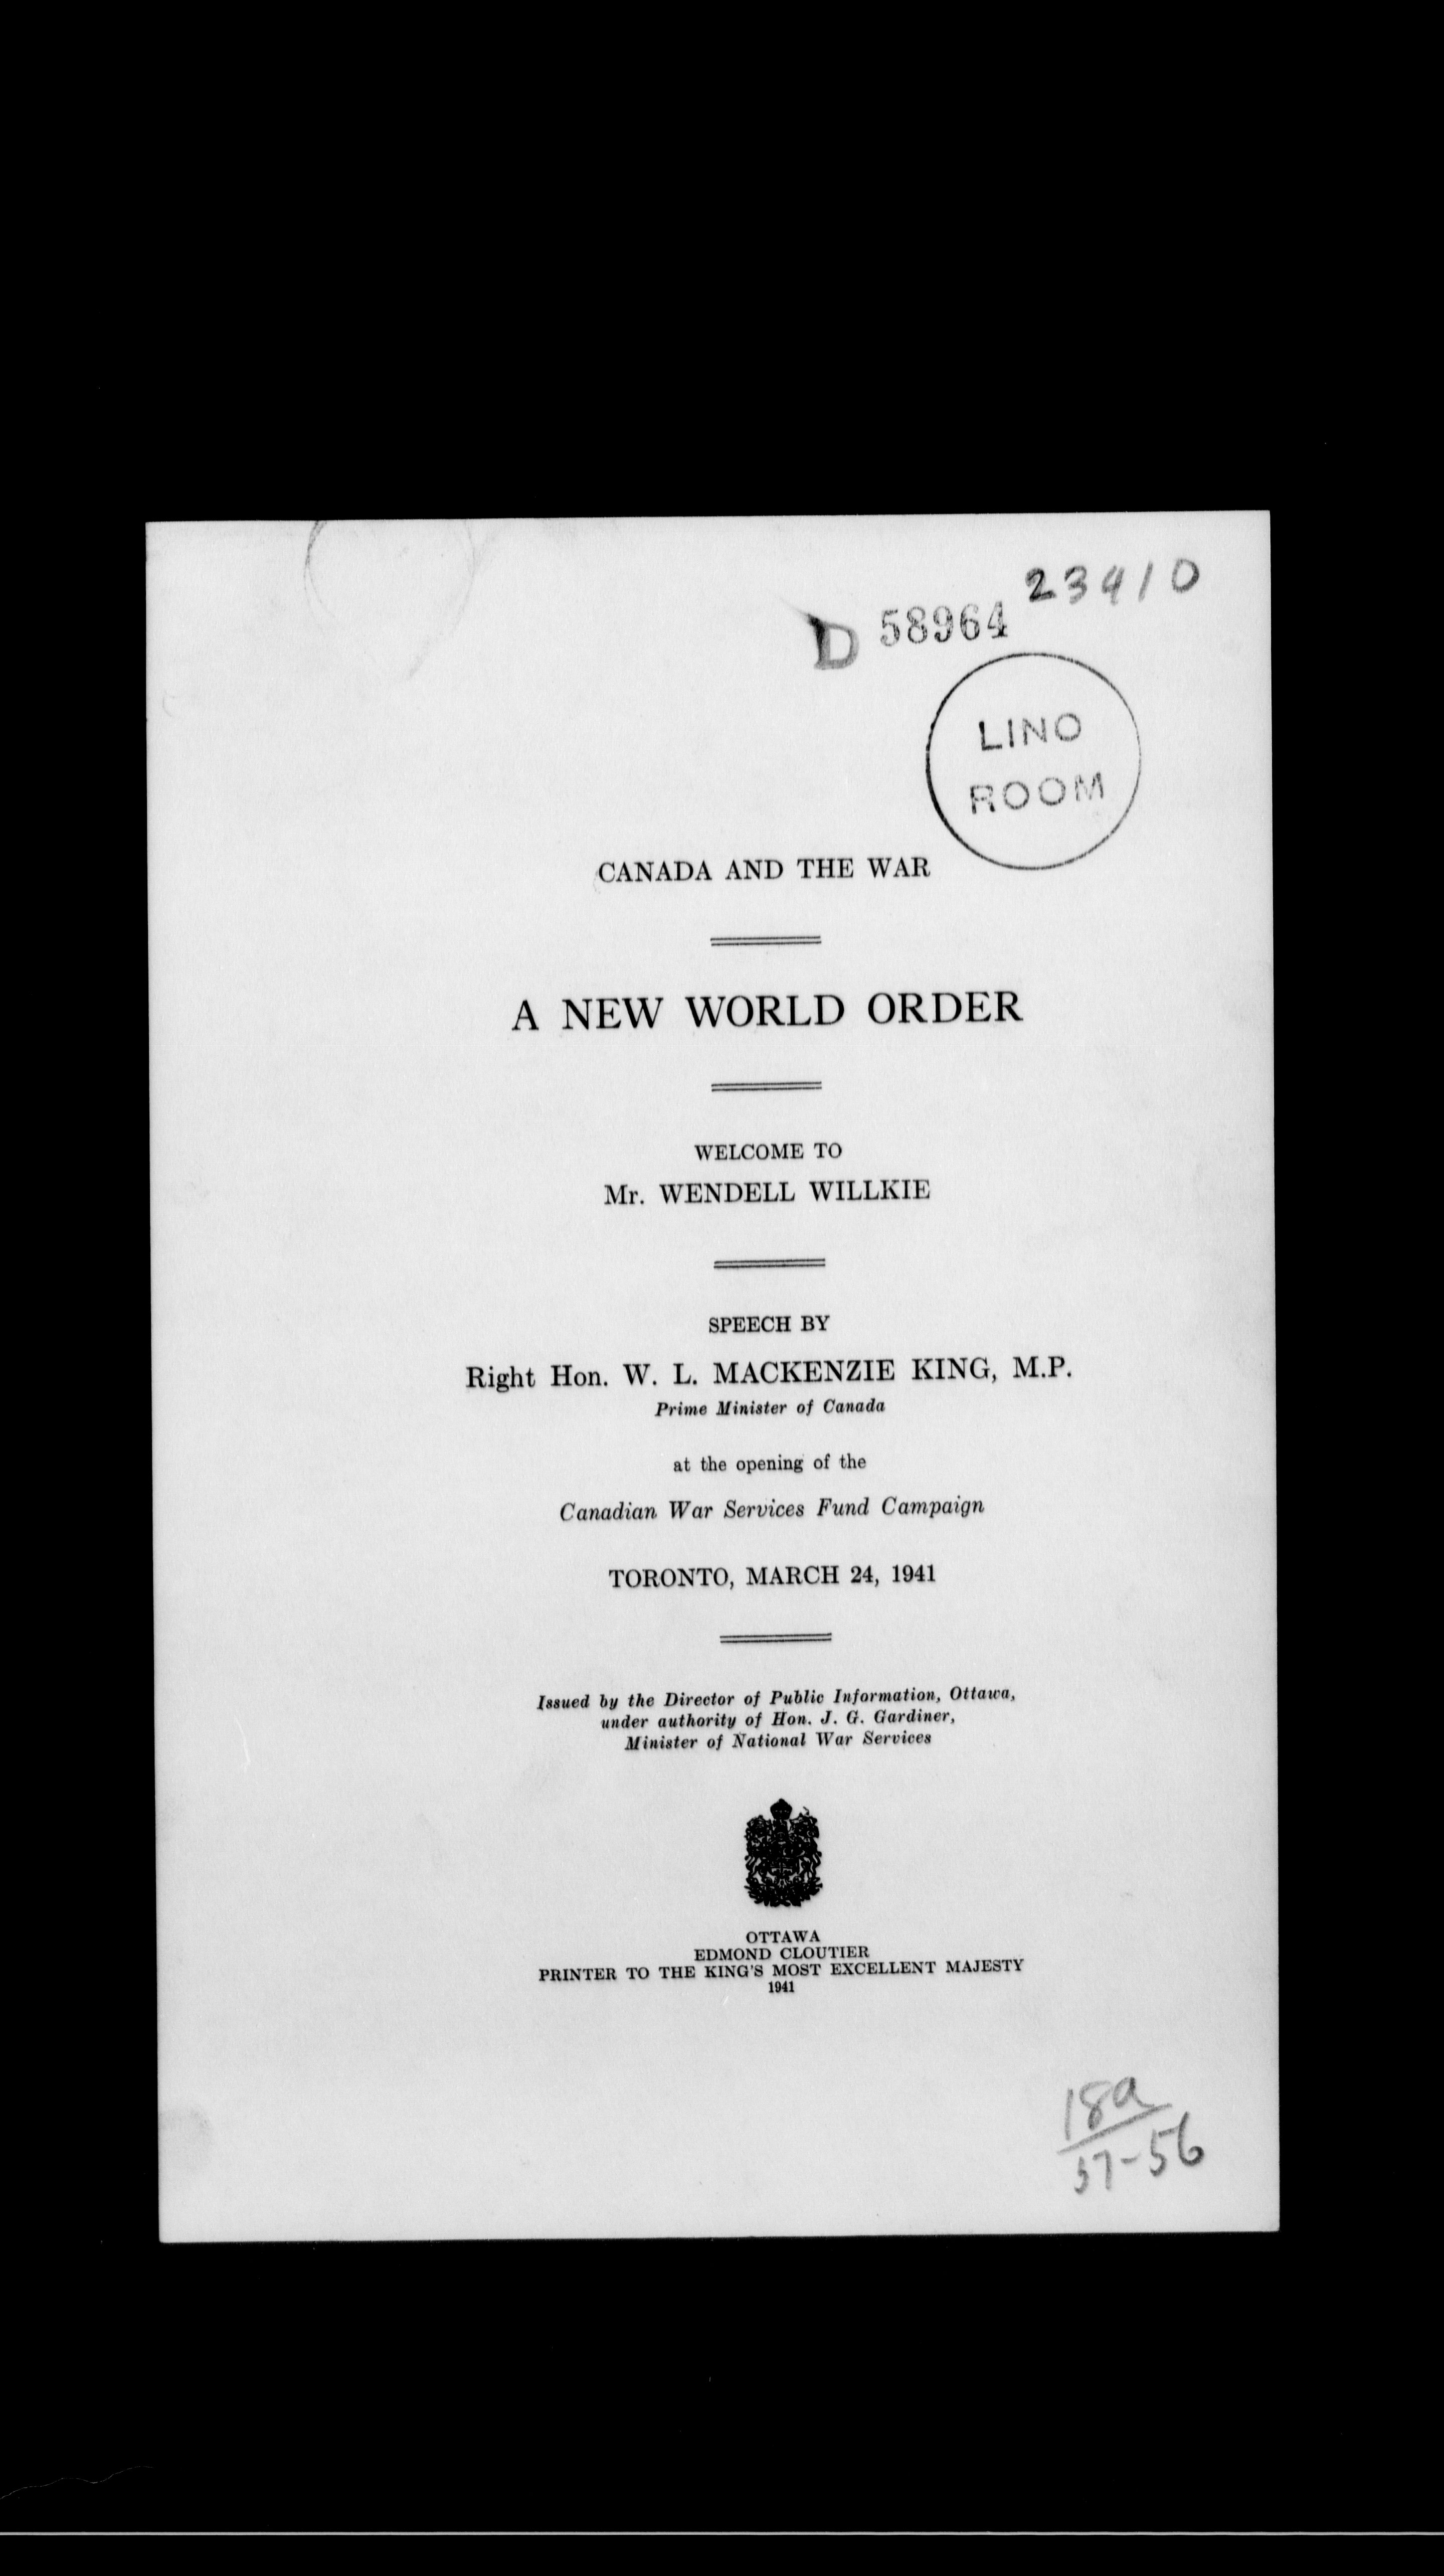 23410
D 58964
LINO
ROOM
CANADA AND THE WAR
A NEW WORLD ORDER
WELCOME TO
Mr. WENDELL WILLKIE
SPEECH BY
Right Hon. W. L. MACKENZIE KING, M.P.
Prime Minister of Canada
at the opening of the
Canadian War Services Fund Campaign
TORONTO, MARCH 24, 1941
Issued by the Director of Public Information, Ottawa,
under authority of Hon. J. G. Gardiner,
Minister of National War Services
OTTAWA
EDMOND CLOUTIER
PRINTER TO THE KING'S MOST EXCELLENT MAJESTY
1941
18a
57-56